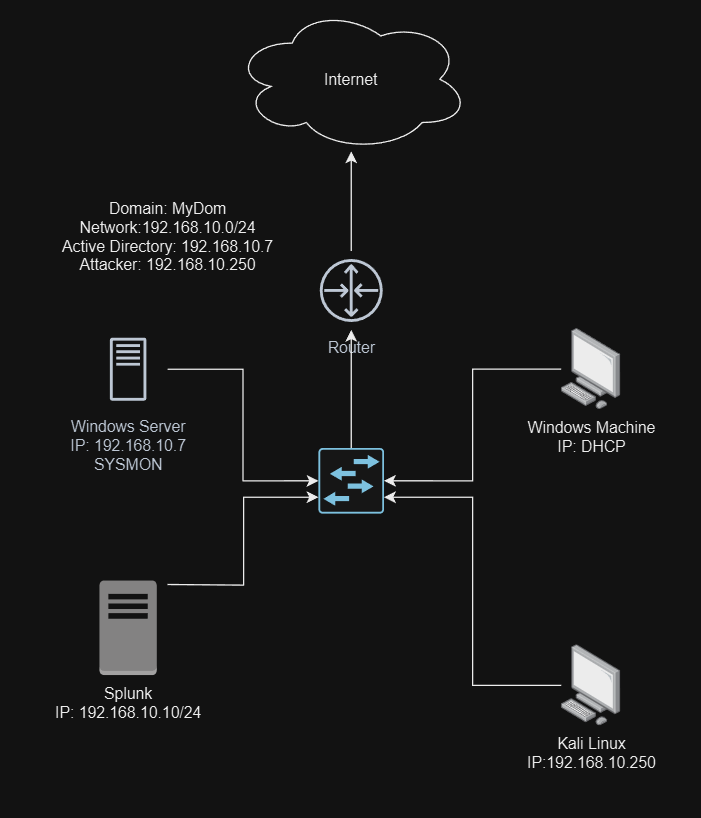 Internet
Domain: MyDom
Network:192.168.10.0/24
Active Directory: 192.168.10.7
Attacker: 192.168.10.250
Router
Windows Server
IP: 192.168.10.7
SYSMON
Windows Machine
IP: DHCP
Splunk
IP: 192.168.10.10/24
Kali Linux
IP:192.168.10.250